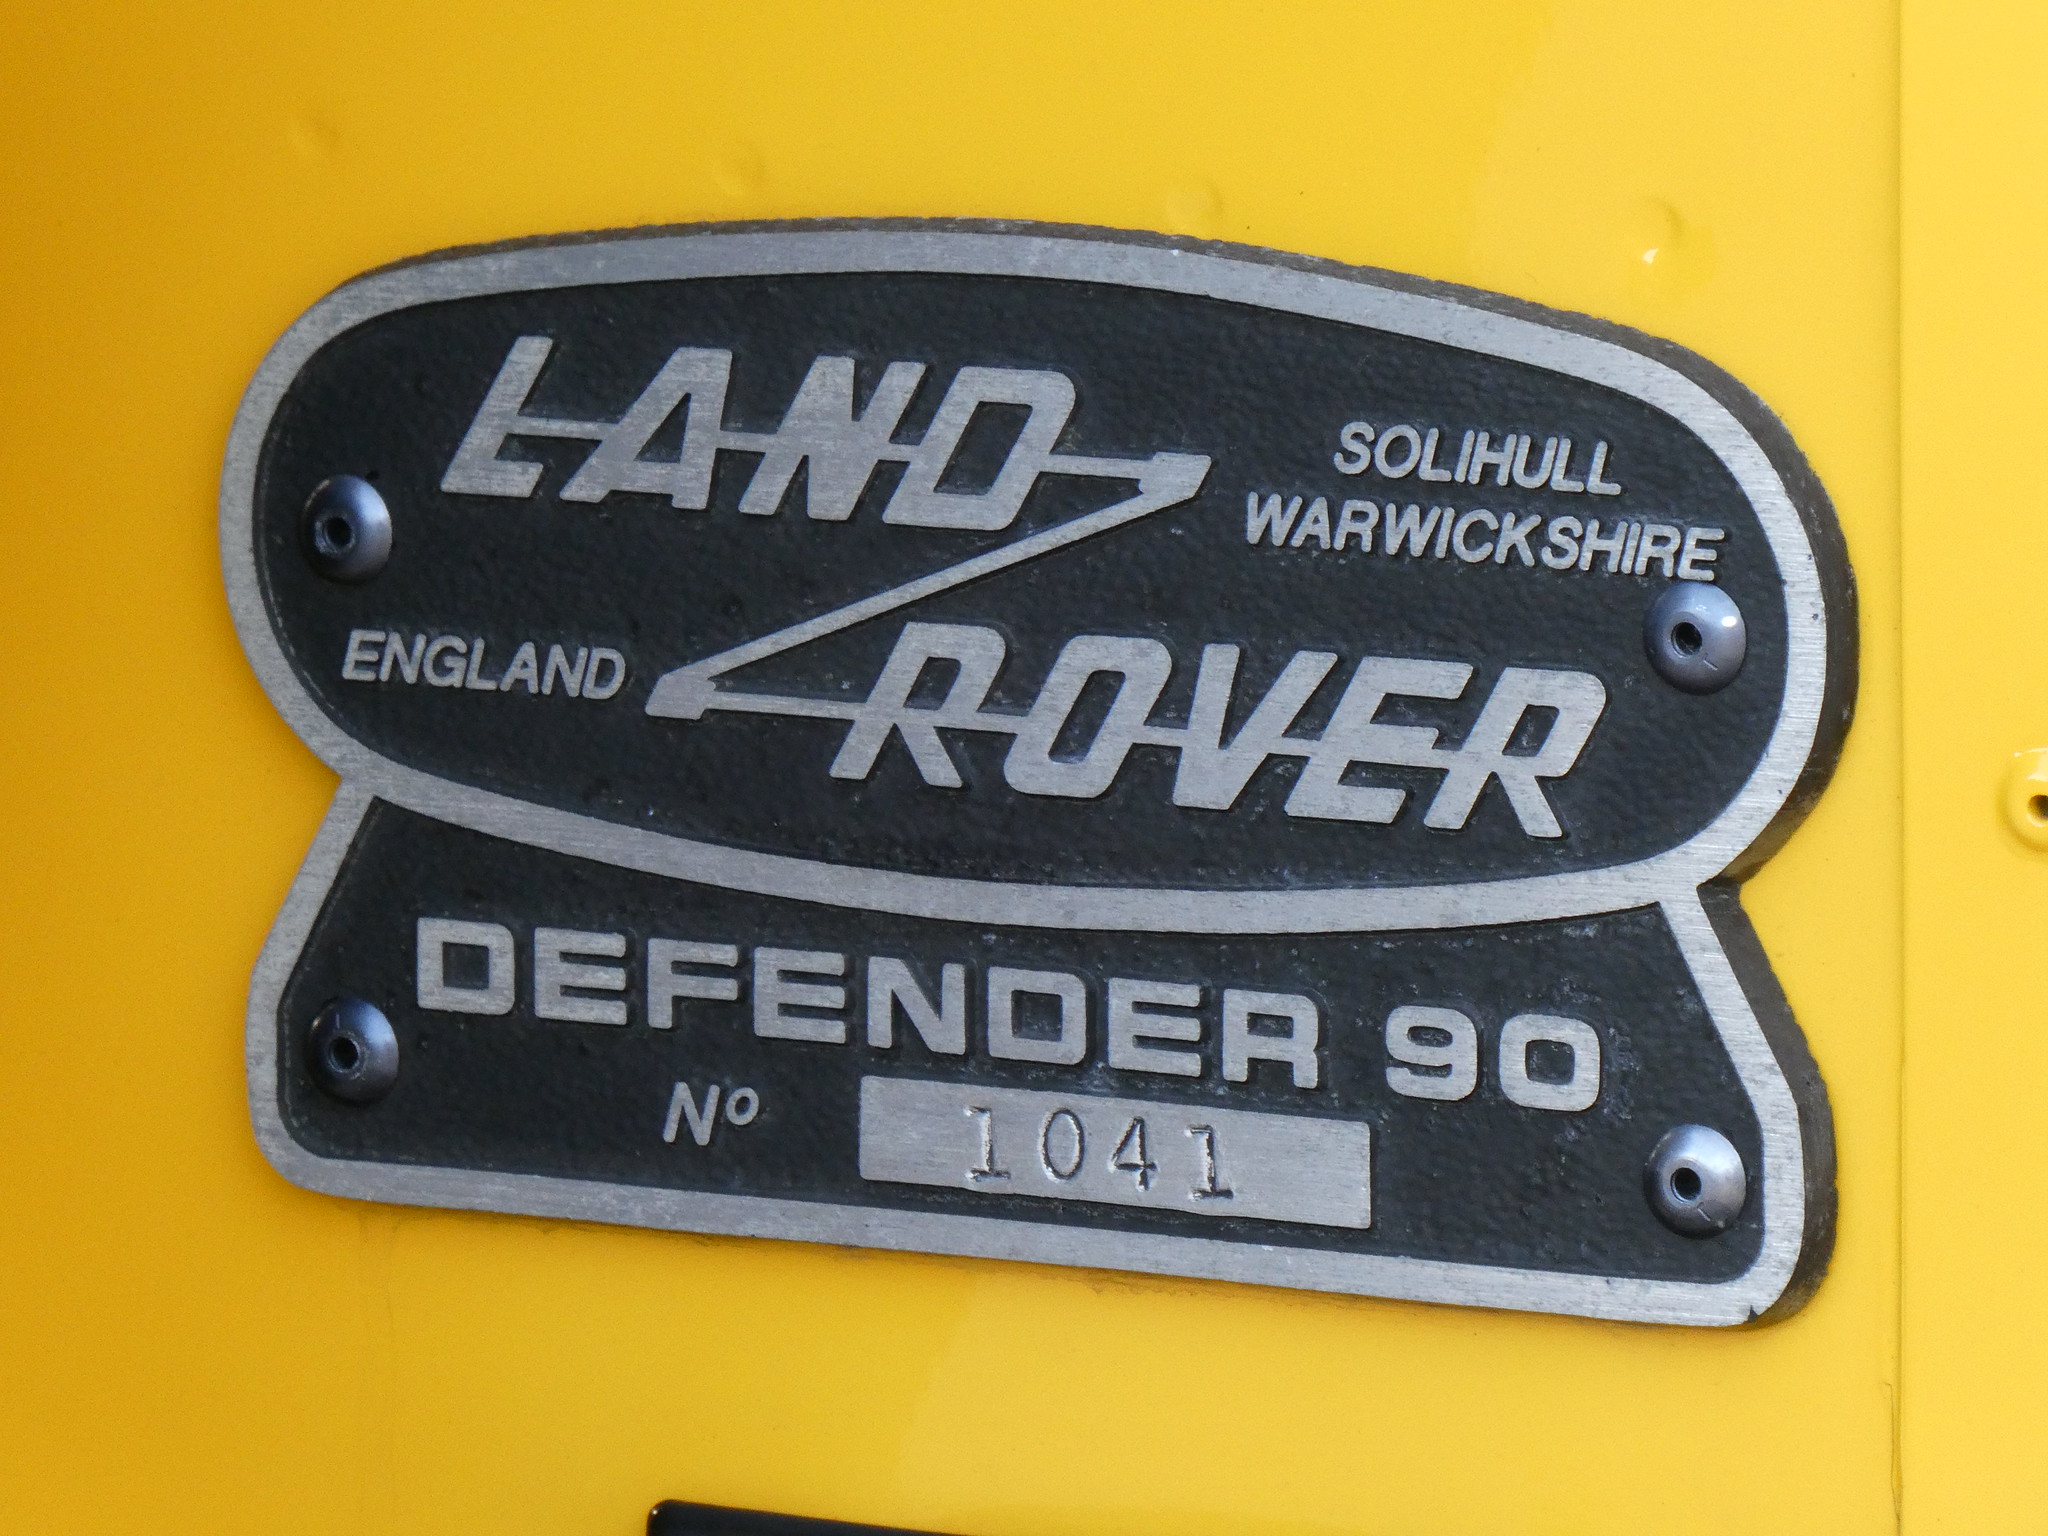 LAND
SOLIHULL
WARWICKSHIRE
ENGLAND
ROVER
DEFENDER 90
Nº 1041